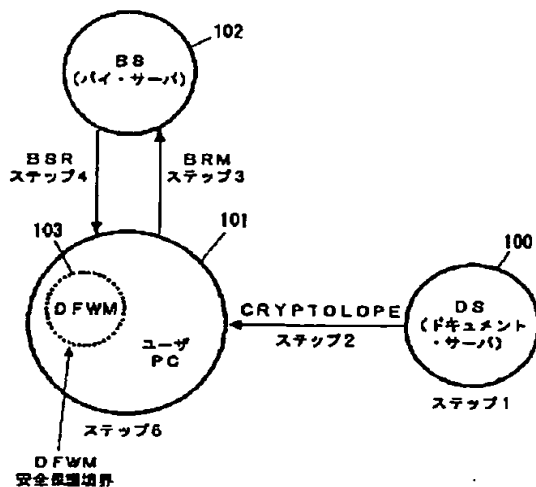 102
BS
(バイ・サーバ)
BSR
ステップ4
BRM
ステップ3
103
101
100
DFWM
ユーザ
PC
CRYPTOLOPE
ステップ2
DS
(ドキュメント
・サーバ)
ステップ1
ステップ5
DFWM
安全保護境界